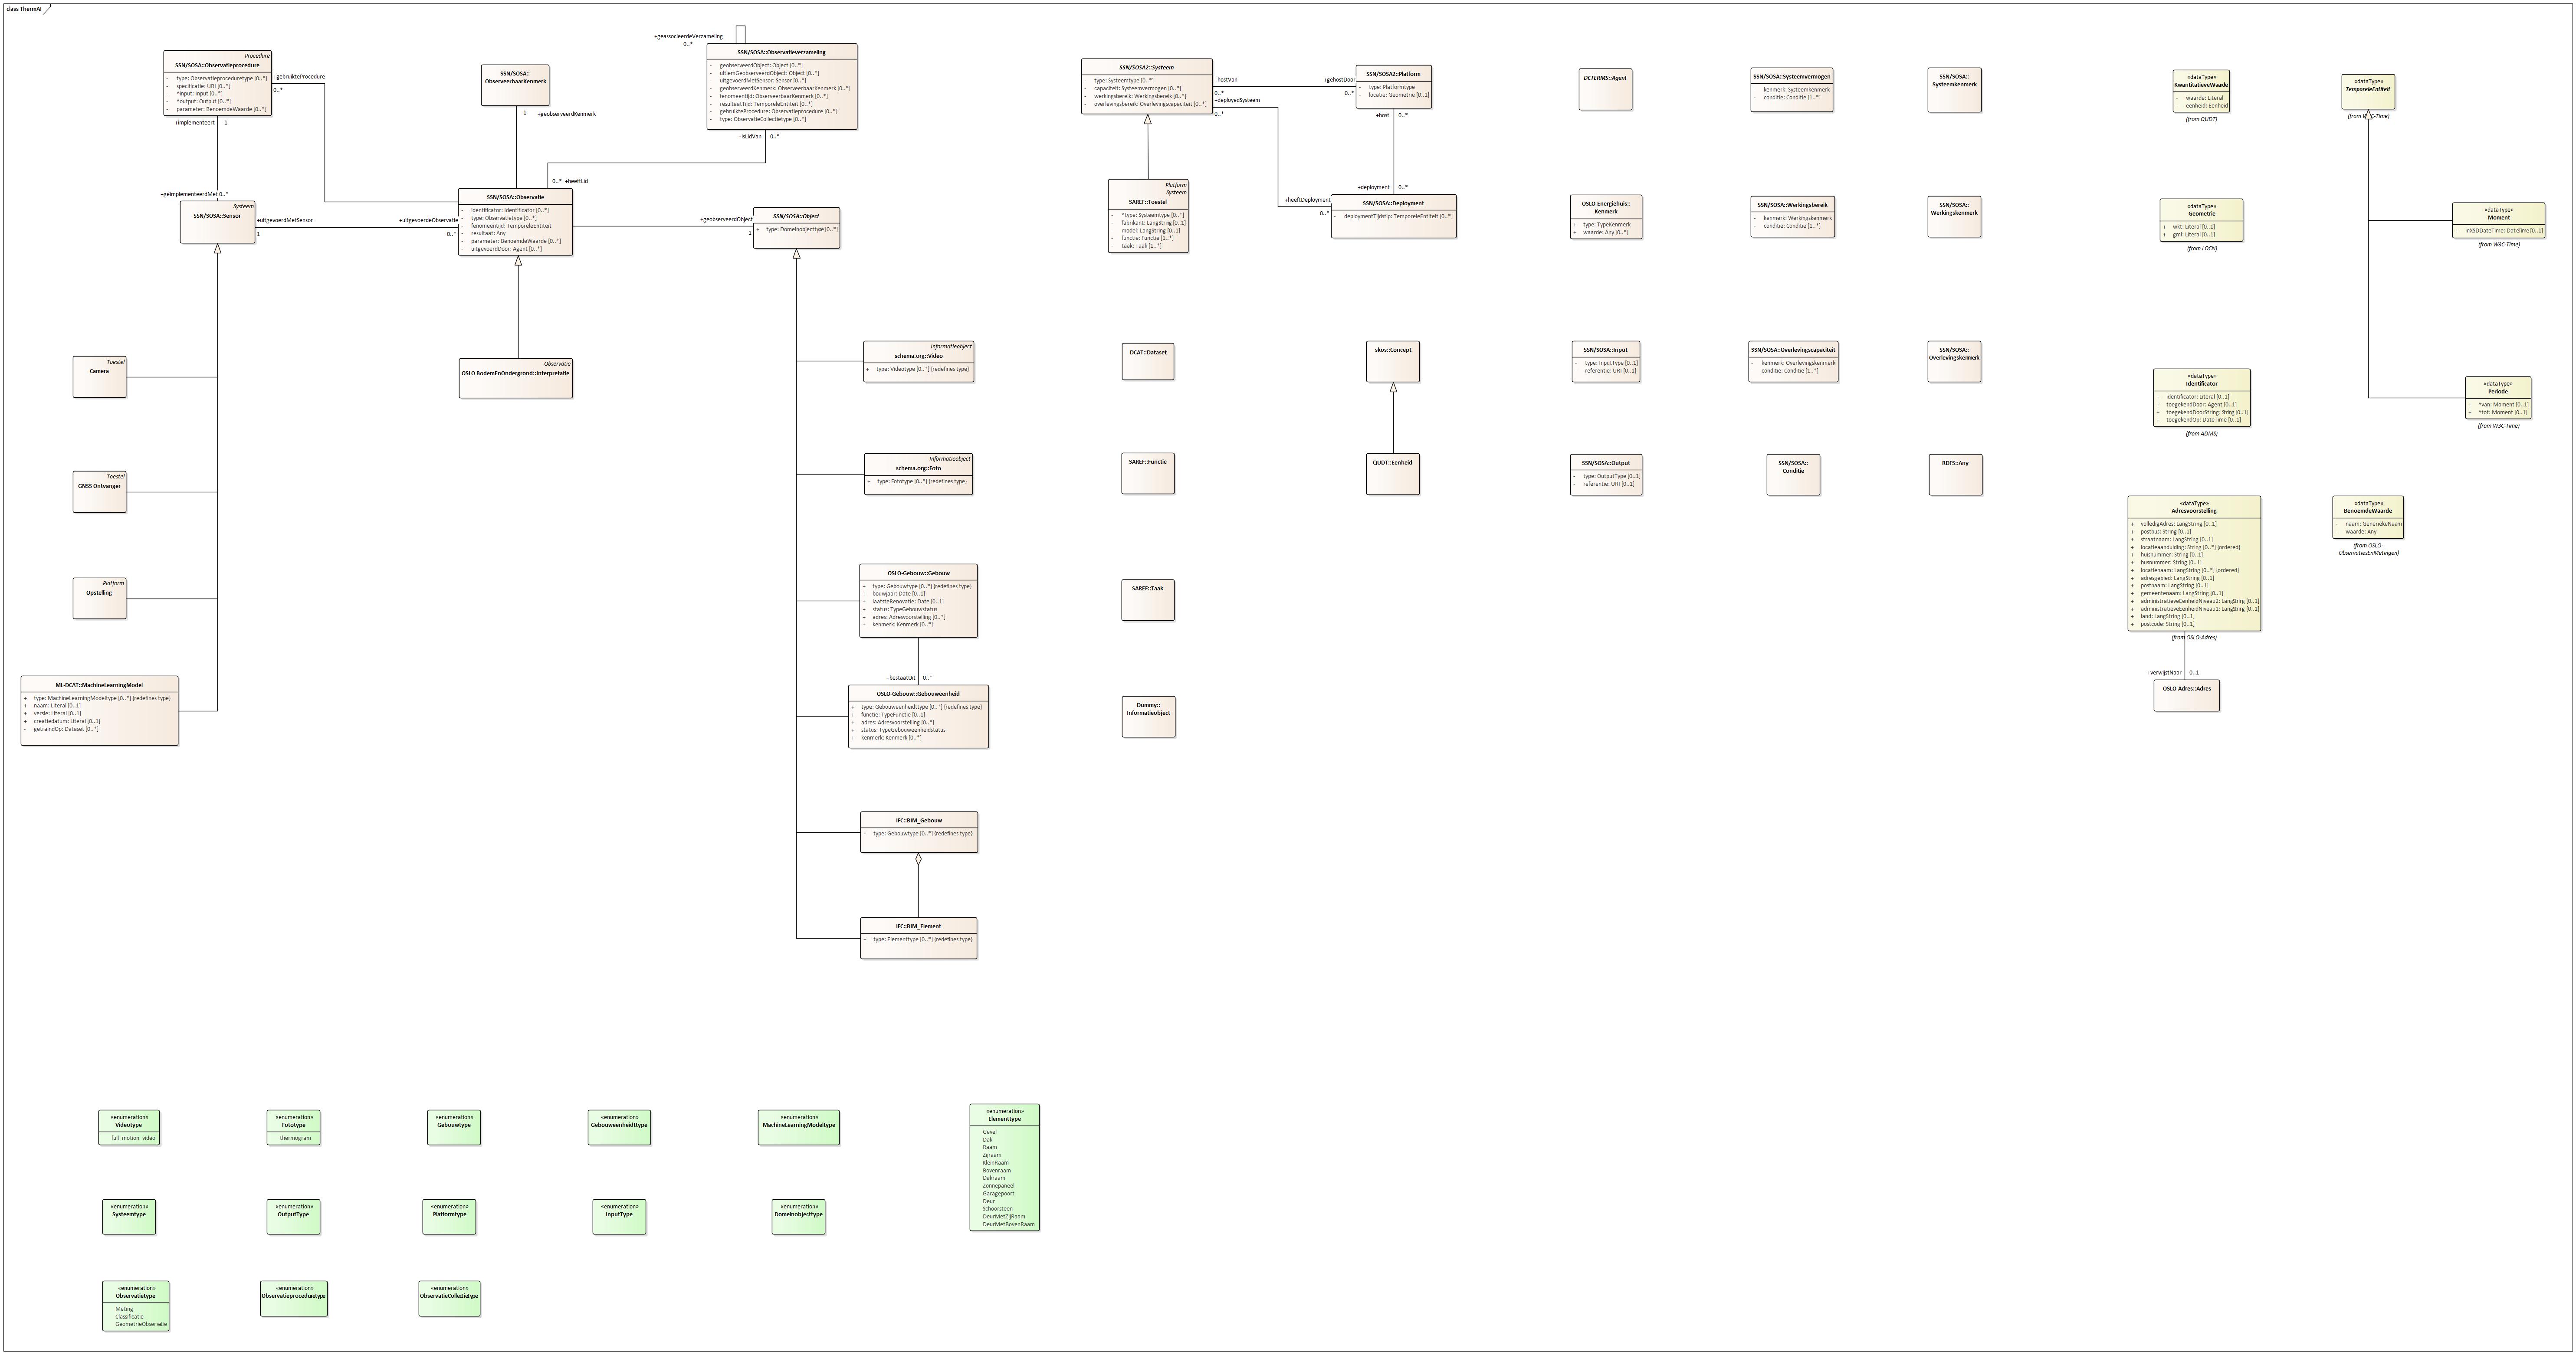 class ThermAI
Procedure
SSN/SOSA::Observatieprocedure
- type: Observatieproceduretype [0..*]
- specificatie: URI [0..*]
- ^input: Input [0..*]
- ^output: Output [0..*]
- parameter: BenoemdeWaarde [0..*]
+gebruikteProcedure
0..*
+implementeert 1
+geïmplementeerdMet 0..*
Systeem
SSN/SOSA::Sensor
+uitgevoerdMetSensor
1
+uitgevoerdeObservatie
0..*
SSN/SOSA::
ObserveerbaarKenmerk
1
+geobserveerdKenmerk
+geassocieerdeVerzameling
0..*
SSN/SOSA::Observatieverzameling
- geobserveerdObject: Object [0..*]
- ultiemGeobserveerdObject: Object [0..*]
- uitgevoerdMetSensor: Sensor [0..*]
- geobserveerdKenmerk: ObserveerbaarKenmerk [0..*]
- fenomeentijd: ObserveerbaarKenmerk [0..*]
- resultaatTijd: TemporeleEntiteit [0..*]
- gebruikteProcedure: Observatieprocedure [0..*]
- type: ObservatieCollectietype [0..*]
+isLidVan 0..*
0..* +heeftLid
SSN/SOSA::Observatie
- identificator: Identificator [0..*]
- type: Observatietype [0..*]
- fenomeentijd: TemporeleEntiteit
- resultaat: Any
- parameter: BenoemdeWaarde [0..*]
- uitgevoerdDoor: Agent [0..*]
+geobserveerdObject
1
SSN/SOSA::Object
+ type: Domeinobjecttype [0..*]
Observatie
OSLO BodemEnOndergrond::Interpretatie
Toestel
Camera
Toestel
GNSS Ontvanger
Platform
Opstelling
ML-DCAT::MachineLearningModel
+ type: MachineLearningModeltype [0..*] {redefines type}
+ naam: Literal [0..1]
+ versie: Literal [0..1]
+ creatiedatum: Literal [0..1]
- getraindOp: Dataset [0..*]
Informatieobject
schema.org::Video
+ type: Videotype [0..*] {redefines type}
Informatieobject
schema.org::Foto
+ type: Fototype [0..*] {redefines type}
OSLO-Gebouw::Gebouw
+ type: Gebouwtype [0..*] {redefines type}
+ bouwjaar: Date [0..1]
+ laatsteRenovatie: Date [0..1]
+ status: TypeGebouwstatus
+ adres: Adresvoorstelling [0..*]
+ kenmerk: Kenmerk [0..*]
+bestaatUit 0..*
OSLO-Gebouw::Gebouweenheid
+ type: Gebouweenheidttype [0..*] {redefines type}
+ functie: TypeFunctie [0..1]
+ adres: Adresvoorstelling [0..*]
+ status: TypeGebouweenheidstatus
+ kenmerk: Kenmerk [0..*]
IFC::BIM_Gebouw
+ type: Gebouwtype [0..*] {redefines type}
IFC::BIM_Element
+ type: Elementtype [0..*] {redefines type}
SSN/SOSA2::Systeem
- type: Systeemtype [0..*]
- capaciteit: Systeemvermogen [0..*]
- werkingsbereik: Werkingsbereik [0..*]
- overlevingsbereik: Overlevingscapaciteit [0..*]
+hostVan
0..*
+deployedSysteem
0..*
+gehostDoor
0..*
SSN/SOSA2::Platform
- type: Platformtype
- locatie: Geometrie [0..1]
+host 0..*
+deployment 0..*
+heeftDeployment
0..*
SSN/SOSA::Deployment
- deploymentTijdstip: TemporeleEntiteit [0..*]
Platform
Systeem
SAREF::Toestel
- ^type: Systeemtype [0..*]
- fabrikant: LangString [0..1]
- model: LangString [0..1]
- functie: Functie [1..*]
- taak: Taak [1..*]
DCAT::Dataset
skos::Concept
SAREF::Functie
QUDT::Eenheid
SAREF::Taak
Dummy::
Informatieobject
DCTERMS::Agent
SSN/SOSA::Systeemvermogen
- kenmerk: Systeemkenmerk
- conditie: Conditie [0..*]
SSN/SOSA::
Systeemkenmerk
OSLO-Energiehuis::
Kenmerk
+ type: TypeKenmerk
+ waarde: Any [0..*]
SSN/SOSA::Werkingsbereik
- kenmerk: Werkingskenmerk
- conditie: Conditie [1..*]
SSN/SOSA::
Werkingskenmerk
SSN/SOSA::Input
- type: InputType [0..1]
- referentie: URI [0..1]
SSN/SOSA::Overlevingscapaciteit
- kenmerk: Overlevingskenmerk
- conditie: Conditie [1..*]
SSN/SOSA::
Overlevingskenmerk
SSN/SOSA::Output
- type: OutputType [0..1]
- referentie: URI [0..1]
SSN/SOSA::
Conditie
RDFS::Any
«dataType»
KwantitatieveWaarde
- waarde: Literal
- eenheid: Eenheid
(from QUDT)
«dataType»
TemporeleEntiteit
(from W3C-Time)
«dataType»
Geometrie
+ wkt: Literal [0..1]
+ gml: Literal [0..1]
(from LOCN)
«dataType»
Moment
+ inXSDDateTime: DateTime [0..1]
(from W3C-Time)
«dataType»
Identificator
+ identificator: Literal [0..1]
+ toegekendDoor: Agent [0..1]
+ toegekendDoorString: String [0..1]
+ toegekendOp: DateTime [0..1]
(from ADMS)
«dataType»
Periode
+ ^van: Moment [0..1]
+ ^tot: Moment [0..1]
(from W3C-Time)
«dataType»
Adresvoorstelling
+ volledigAdres: LangString [0..1]
+ postbus: String [0..1]
+ straatnaam: LangString [0..1]
+ locatieaanduiding: String [0..*] {ordered}
+ huisnummer: String [0..1]
+ busnummer: String [0..1]
+ locatienaam: LangString [0..*] {ordered}
+ adresgebied: LangString [0..1]
+ postnaam: LangString [0..1]
+ gemeentenaam: LangString [0..1]
+ administratieveEenheidNiveau2: LangString [0..1]
+ administratieveEenheidNiveau1: LangString [0..1]
+ land: LangString [0..1]
+ postcode: String [0..1]
(from OSLO-Adres)
+verwijstNaar 0..1
OSLO-Adres::Adres
«dataType»
BenoemdeWaarde
- naam: GeneriekeNaam
- waarde: Any
(from OSLO-
ObservatiesEnMetingen)
«enumeration»
Videotype
full_motion_video
«enumeration»
Fototype
thermogram
«enumeration»
Gebouwtype
«enumeration»
Gebouweenheidttype
«enumeration»
MachineLearningModeltype
«enumeration»
Elementtype
Gevel
Dak
Raam
Zijraam
KleinRaam
Bovenraam
Dakraam
Zonnepaneel
Garagepoort
Deur
Schoorsteen
DeurMetZijRaam
DeurMetBovenRaam
«enumeration»
Systeemtype
«enumeration»
OutputType
«enumeration»
Platformtype
«enumeration»
InputType
«enumeration»
Domeinobjecttype
«enumeration»
Observatietype
Meting
Classificatie
GeometrieObservatie
«enumeration»
Observatieproceduretype
«enumeration»
ObservatieCollectietype